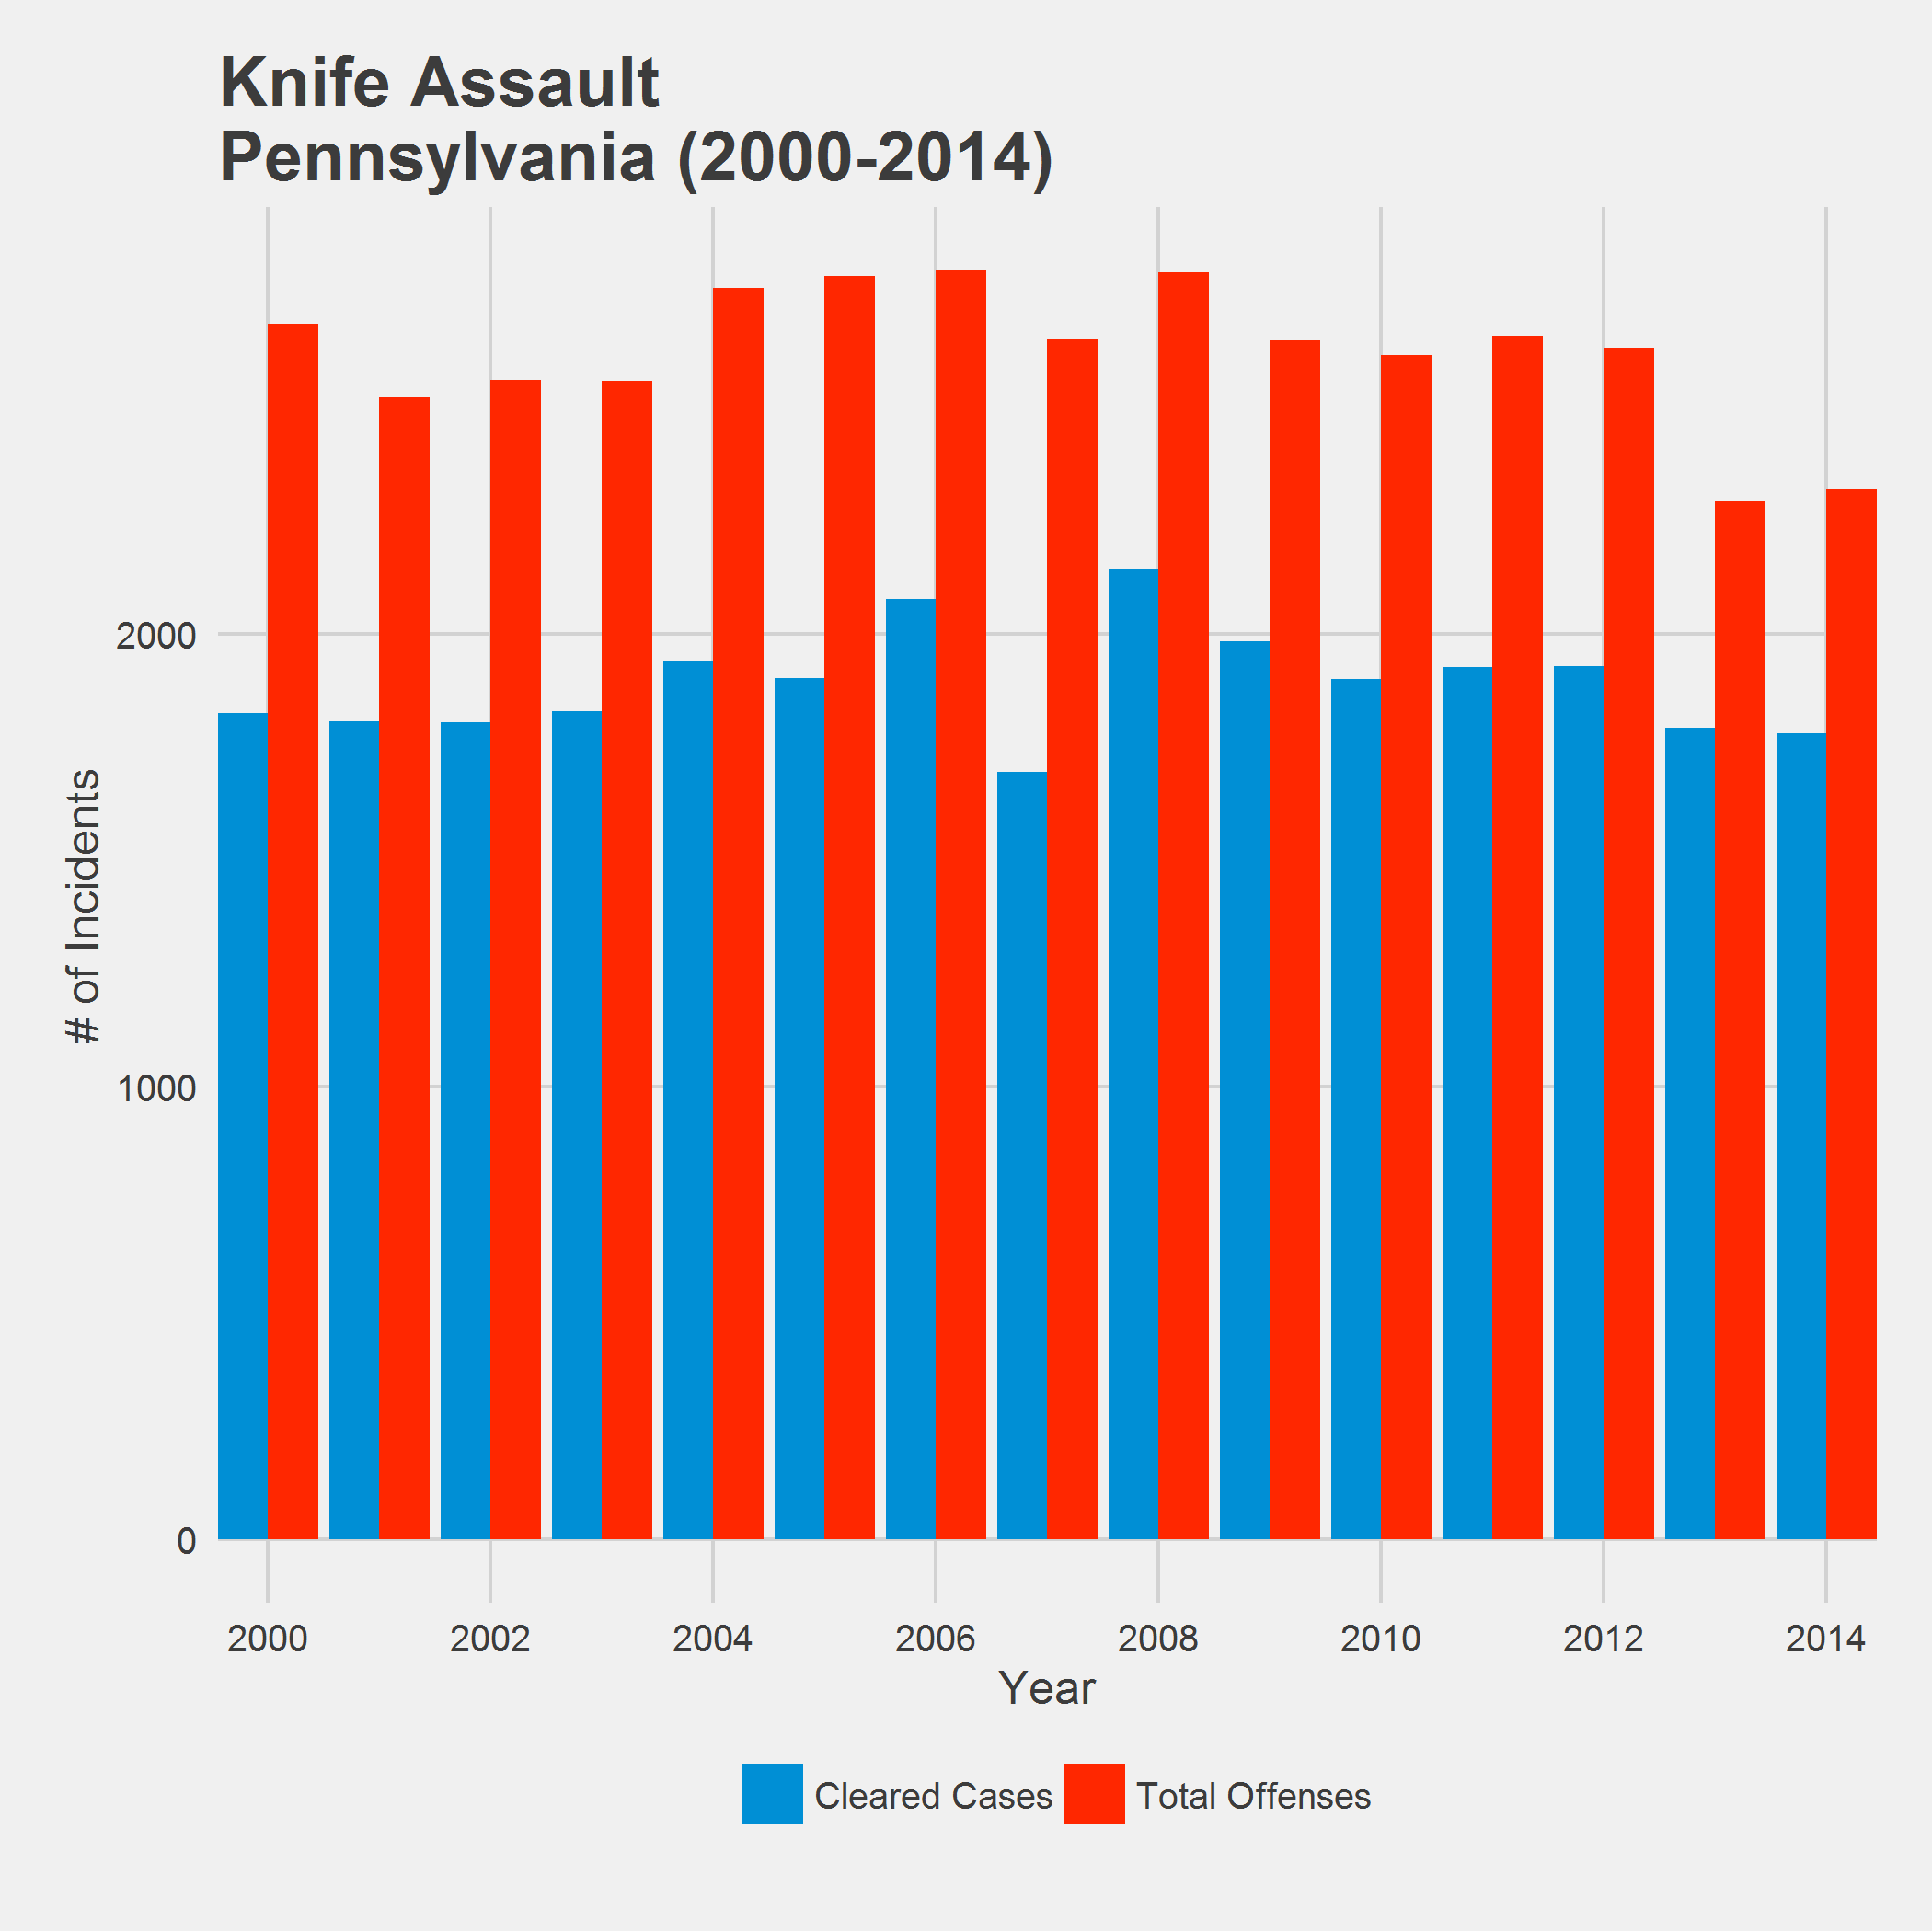 Knife Assault
Pennsylvania (2000-2014)
2000
1000
0
# of Incidents
2000 2002 2004 2006 2008 2010 2012 2014
Year
Cleared Cases Total Offenses